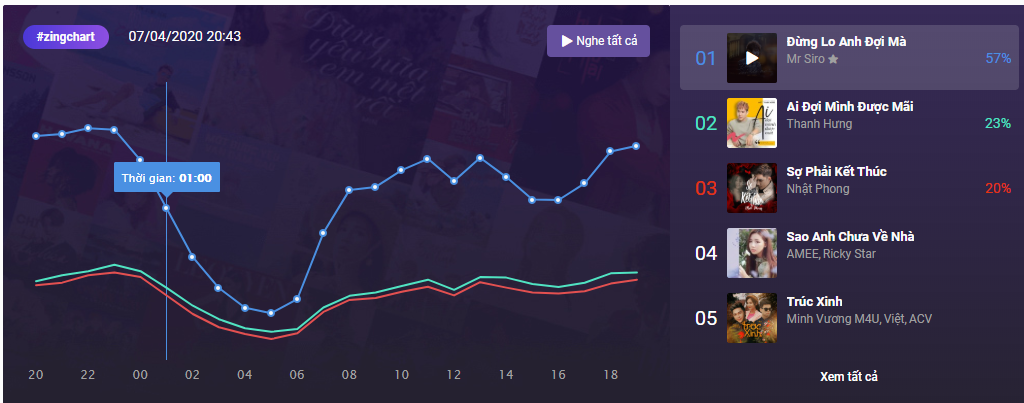 #zingchart
07/04/2020 20:43
Nghe tất cả
Thời gian: 01:00
20 22 00 02 04 06 08 10 12 14 16 18
01
Đừng Lo Anh Đợi Mà
Mr Siro
57%
02
Ai Đợi Mình Được Mãi
Thanh Hưng
23%
03
Sợ Phải Kết Thúc
Nhật Phong
20%
04
Sao Anh Chưa Về Nhà
AMEE, Ricky Star
05
Trúc Xinh
Minh Vương M4U, Việt, ACV
Xem tất cả